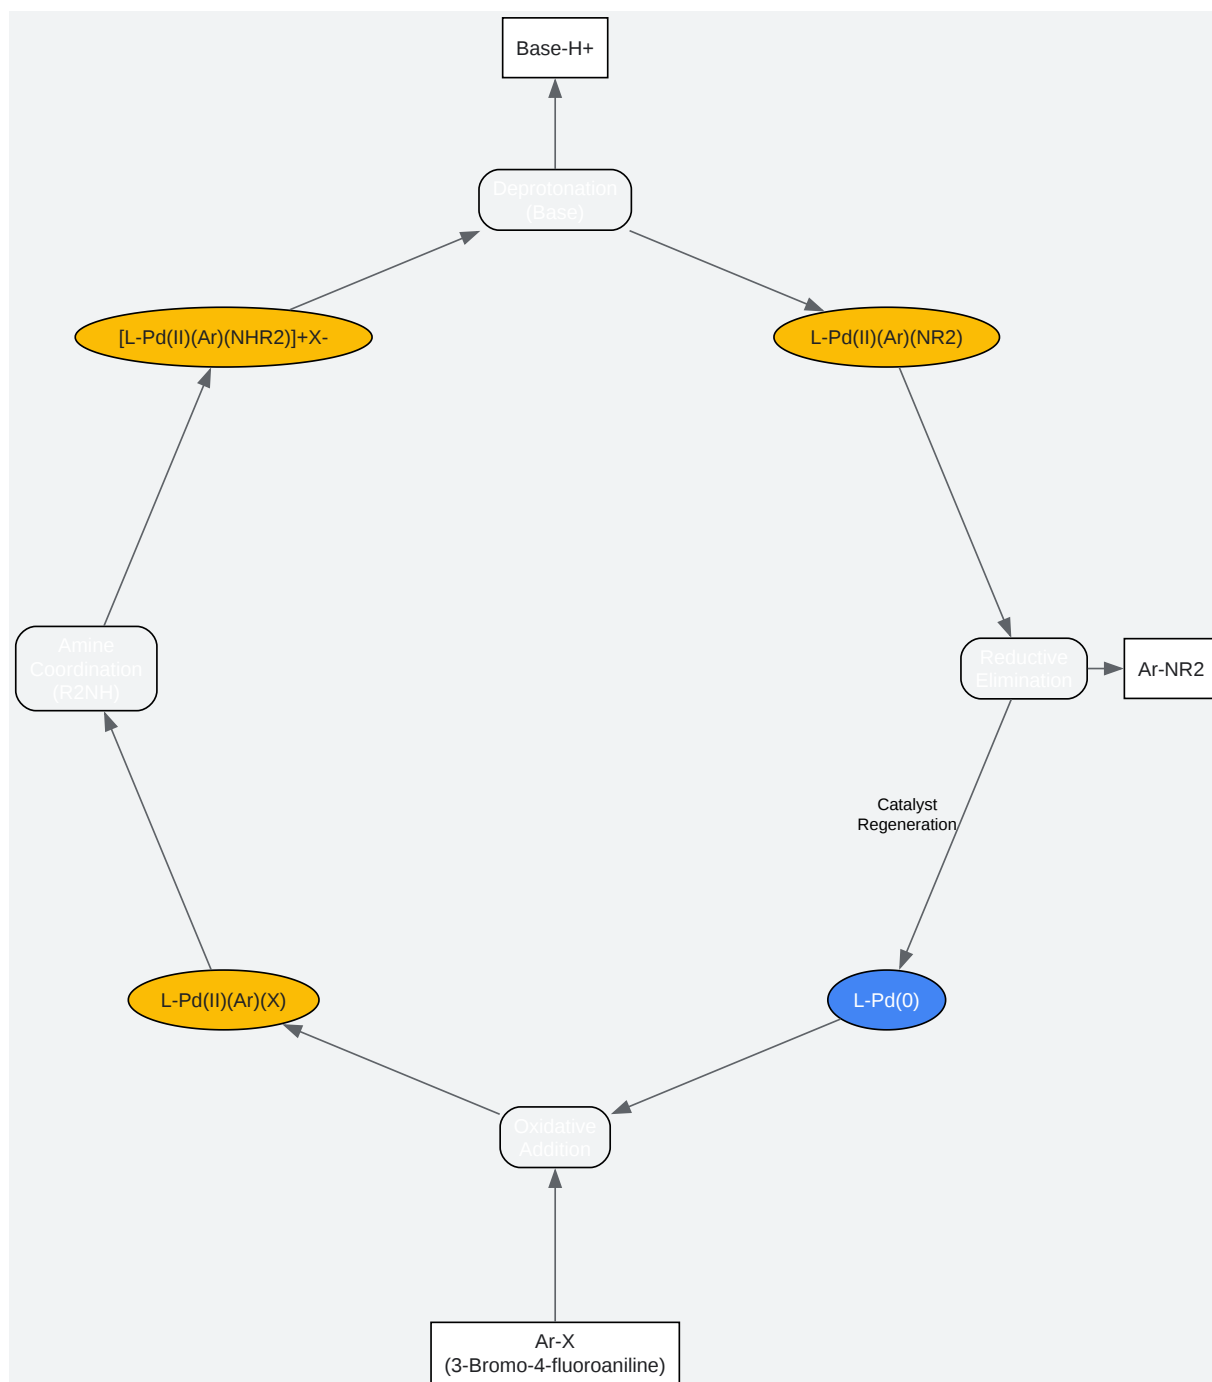 Base-H+
Deprotonation
(Base)
[L-Pd(II)(Ar)(NHR2)]+X-
L-Pd(II)(Ar)(NR2)
Amine
Coordination
(R2NH)
Reductive
Elimination
Ar-NR2
Catalyst
Regeneration
L-Pd(II)(Ar)(X)
L-Pd(0)
Oxidative
Addition
Ar-X
(3-Bromo-4-fluoroaniline)